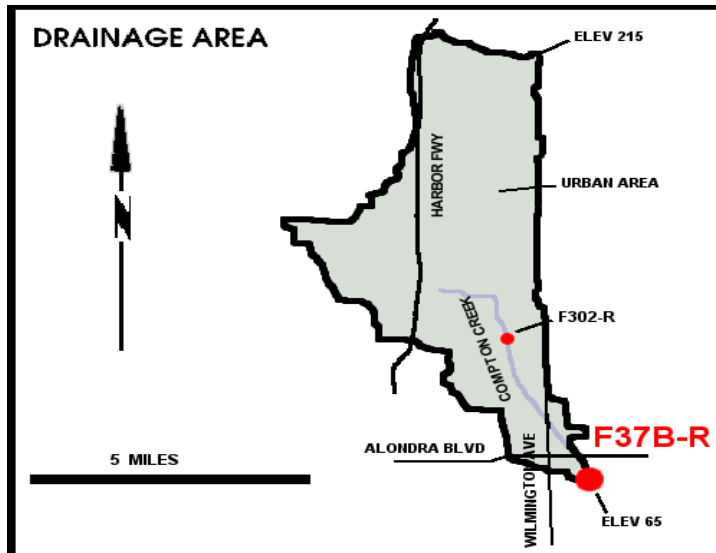 DRAINAGE AREA
ELEV 215
HARBOR FWY
N
URBAN AREA
F302-R
COMPTON CREEK
F37B-R
ALONDRA BLVD
5 MILES
WILMINGTON AVE
ELEV 65